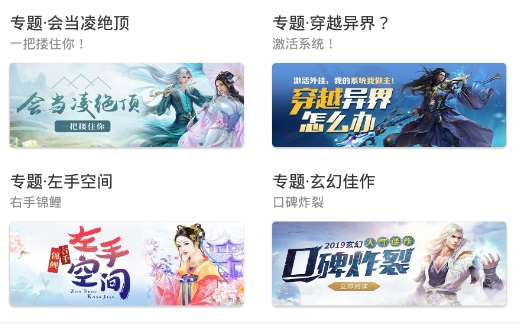 专题·会当凌绝顶
一把搂住你！
会当凌绝顶
一把搂住你
专题·穿越异界？
激活系统！
激活外挂，我的系统我做主！
穿越异界
怎么办
专题·左手空间
右手锦鲤
左手
空间
右手
锦鲤
ZUO SHOU
KONG JIAN
专题·玄幻佳作
口碑炸裂
2019玄幻人气佳作
口碑炸裂
立即阅读